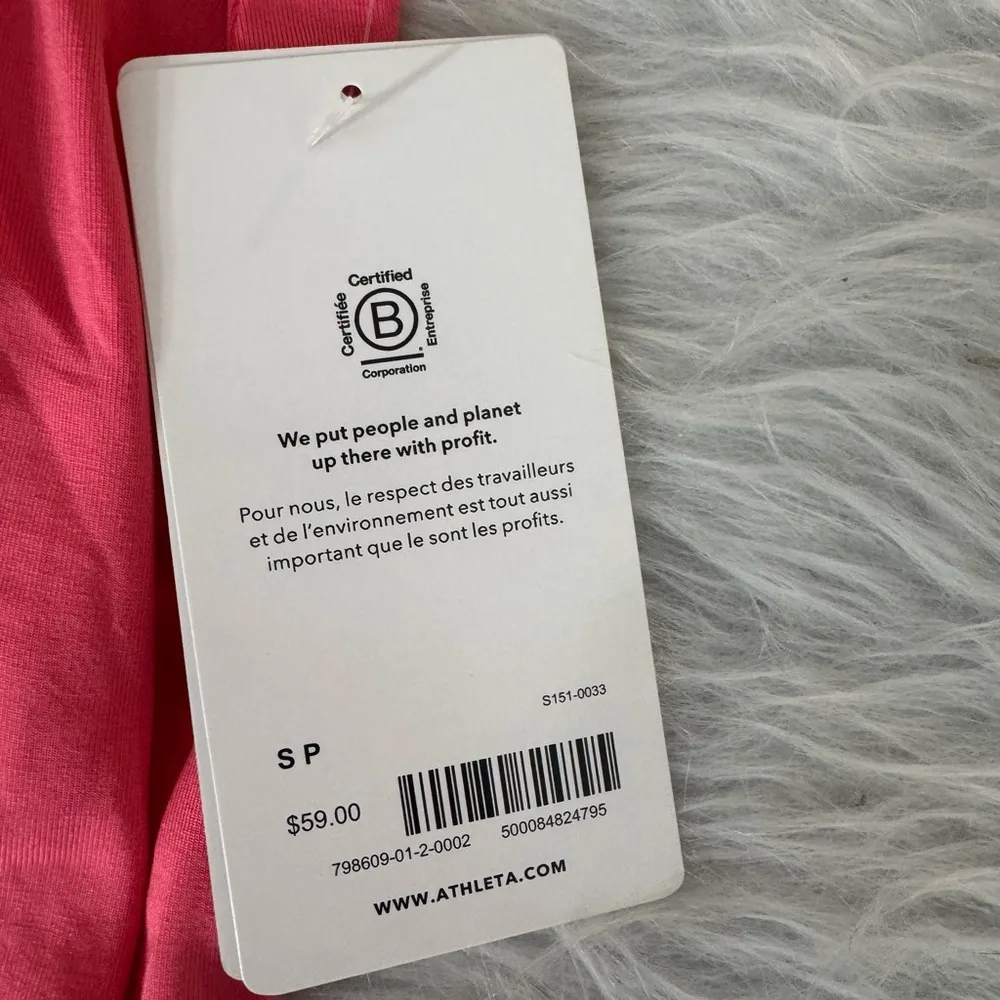 Certified
Certifiée
B
Entreprise
Corporation
We put people and planet
up there with profit.
Pour nous, le respect des travailleurs
et de l'environnement est tout aussi
important que le sont les profits.
S151-0033
S P
$59.00
798609-01-2-0002 500084824795
WWW.ATHLETA.COM